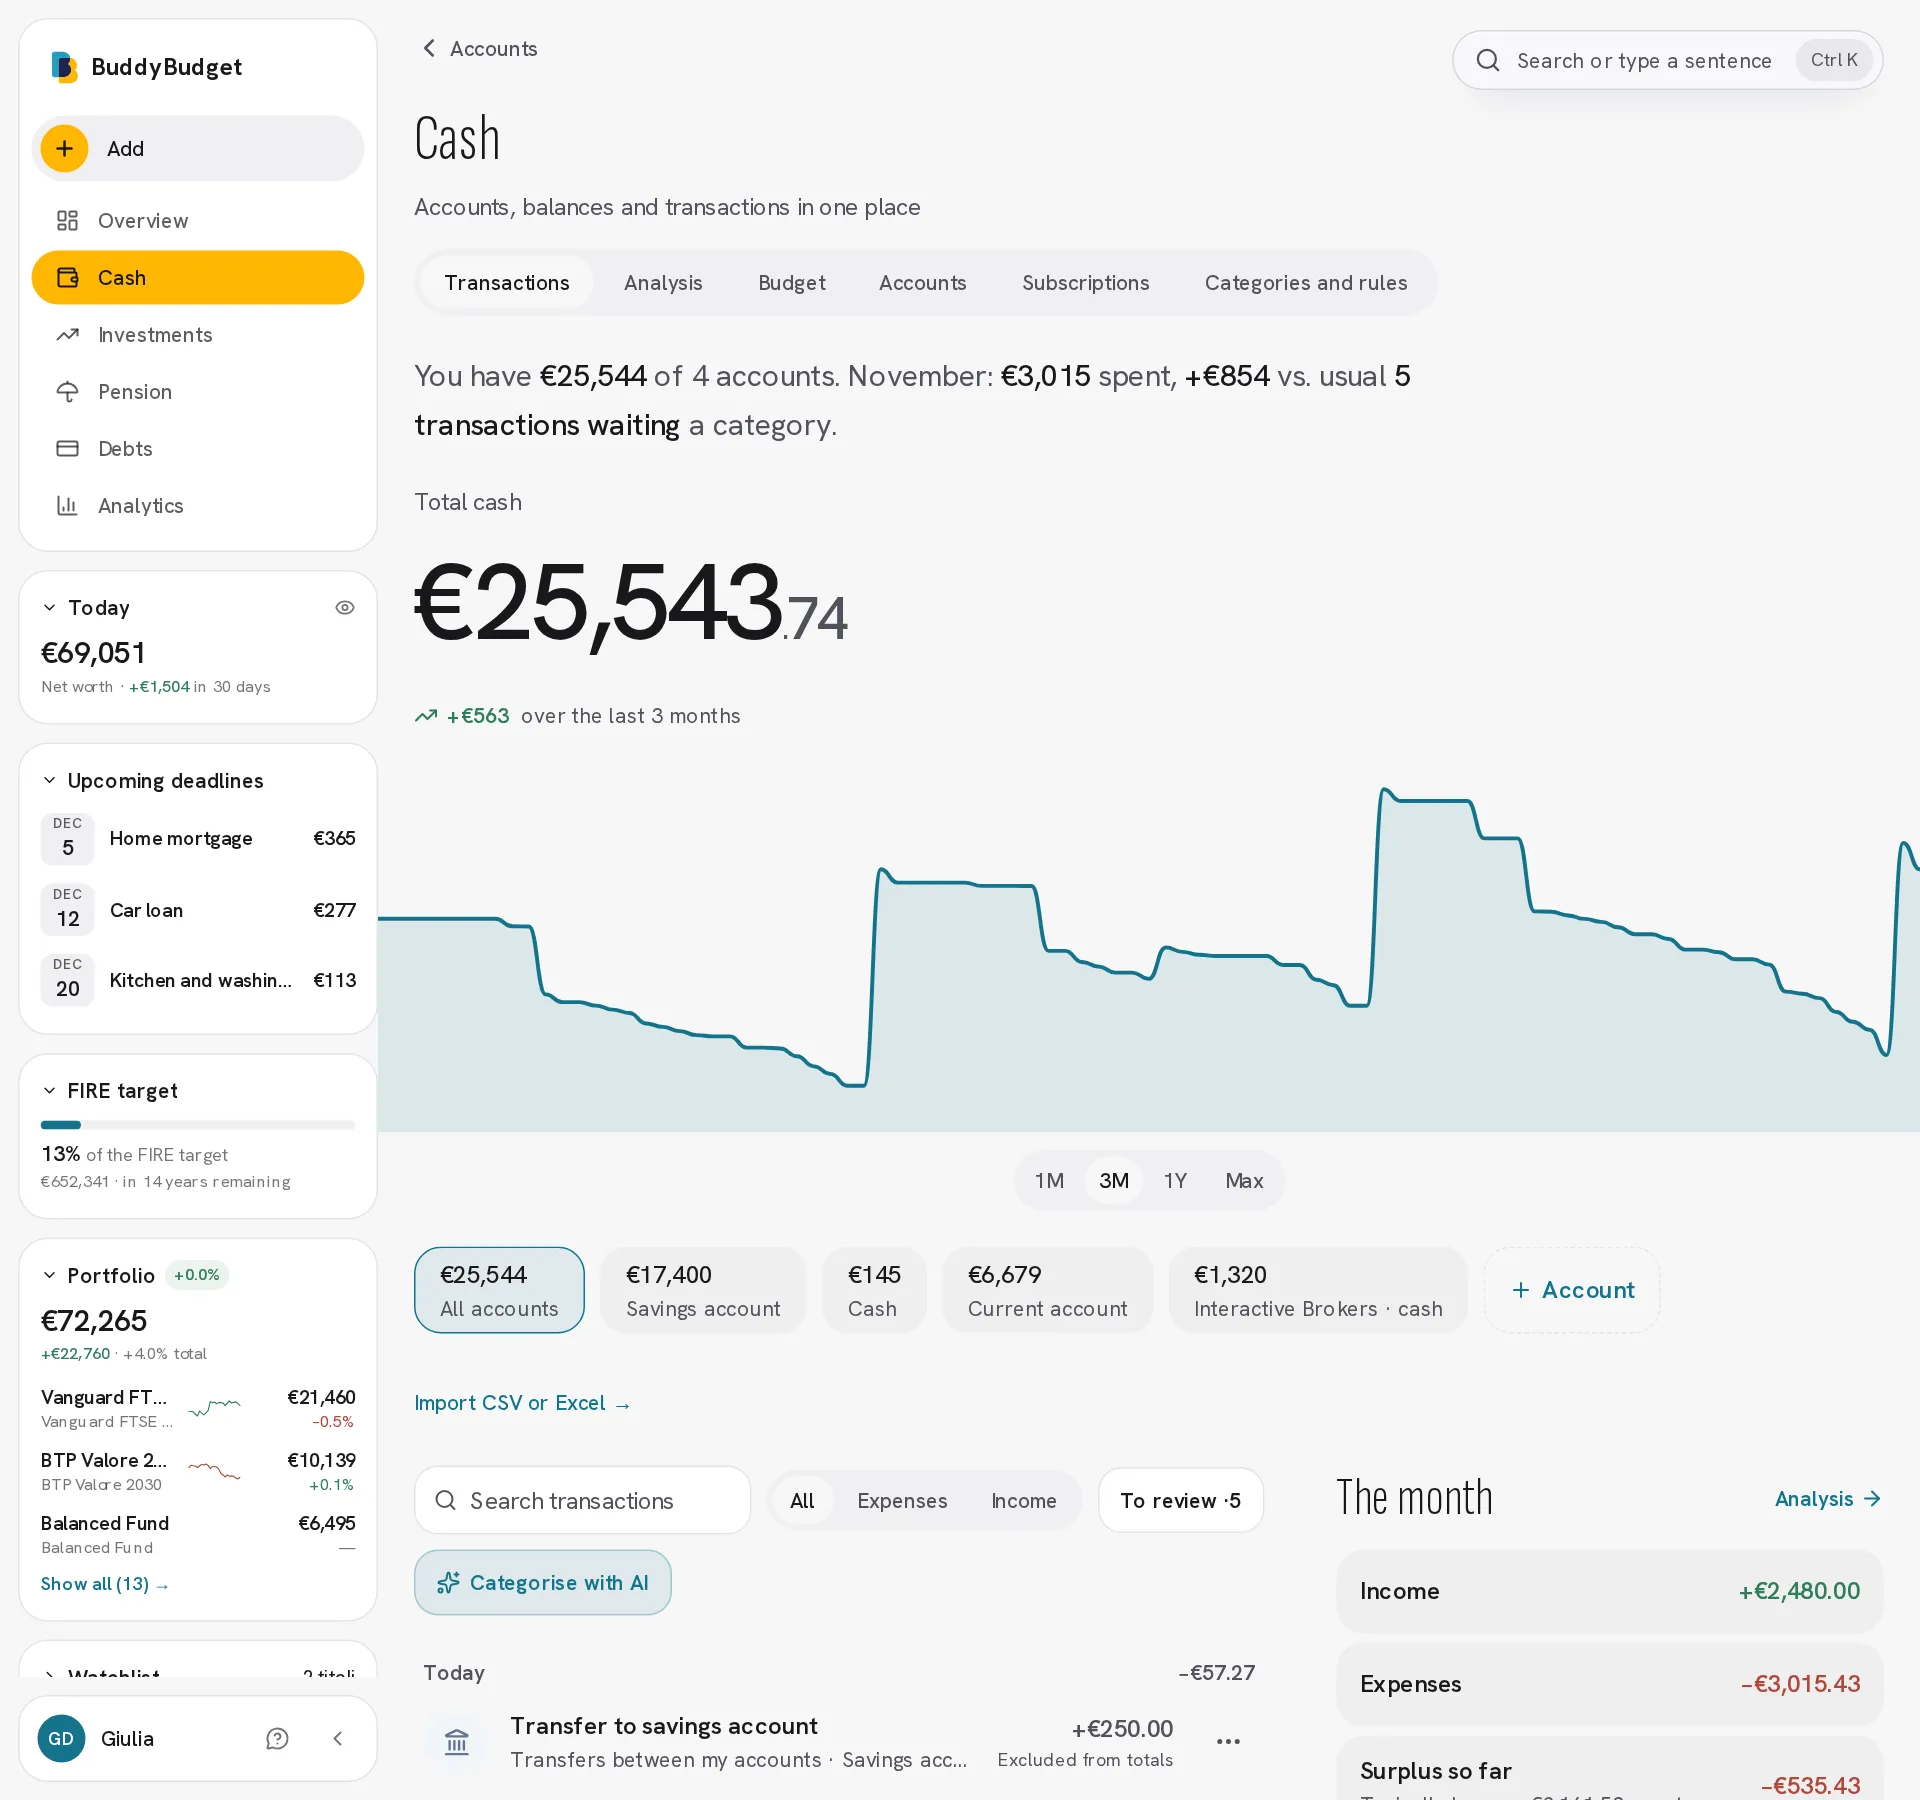 BuddyBudget
Add
Overview
Cash
Investments
Pension
Debts
Analytics
Today
€69,051
Net worth · +€1,504 in 30 days
Upcoming deadlines
DEC
5
Home mortgage
€365
DEC
12
Car loan
€277
DEC
20
Kitchen and washin...
€113
FIRE target
13% of the FIRE target
€652,341 · in 14 years remaining
Portfolio
+0.0%
€72,265
+€22,760 · +4.0% total
Vanguard FT...
€21,460
Vanguard FTSE ...
−0.5%
BTP Valore 2...
€10,139
BTP Valore 2030
+0.1%
Balanced Fund
€6,495
Balanced Fund
—
Show all (13) →
Watchlist
2 titoli
GD
Giulia
Accounts
Search or type a sentence
Ctrl K
Cash
Accounts, balances and transactions in one place
Transactions
Analysis
Budget
Accounts
Subscriptions
Categories and rules
You have €25,544 of 4 accounts. November: €3,015 spent, +€854 vs. usual 5
transactions waiting a category.
Total cash
€25,543.74
+€563 over the last 3 months
1M
3M
1Y
Max
€25,544
All accounts
€17,400
Savings account
€145
Cash
€6,679
Current account
€1,320
Interactive Brokers · cash
+ Account
Import CSV or Excel →
Search transactions
All
Expenses
Income
To review ·5
Categorise with AI
Today
−€57.27
Transfer to savings account
+€250.00
Transfers between my accounts · Savings acc...
Excluded from totals
The month
Analysis →
Income
+€2,480.00
Expenses
−€3,015.43
Surplus so far
−€535.43